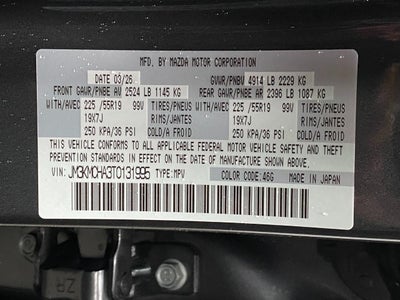 MFD. BY MAZDA MOTOR CORPORATION
DATE 03/26 GVWR/PNBV 4914 LB 2229 KG
FRONT GAWR/PNBE AV 2524 LB 1145 KG REAR GAWR/PNBE AR 2396 LB 1087 KG
WITH/AVEC 225 /55R19 99V TIRES/PNEUS WITH/AVEC 225 /55R19 99V TIRES/PNEUS
19X7J RIMS/JANTES 19X7J RIMS/JANTES
250 KPA/36 PSI COLD/FROID 250 KPA/36 PSI COLD/FROID
THIS VEHICLE CONFORMS TO ALL APPLICABLE FEDERAL MOTOR VEHICLE SAFETY, BUMPER, AND THEFT
PREVENTION STANDARDS IN EFFECT ON THE DATE OF MANUFACTURE SHOWN ABOVE.
VIN: JM3KMCHA3T0131995 TYPE: MPV COLOR CODE: 46G MADE IN JAPAN
ZR